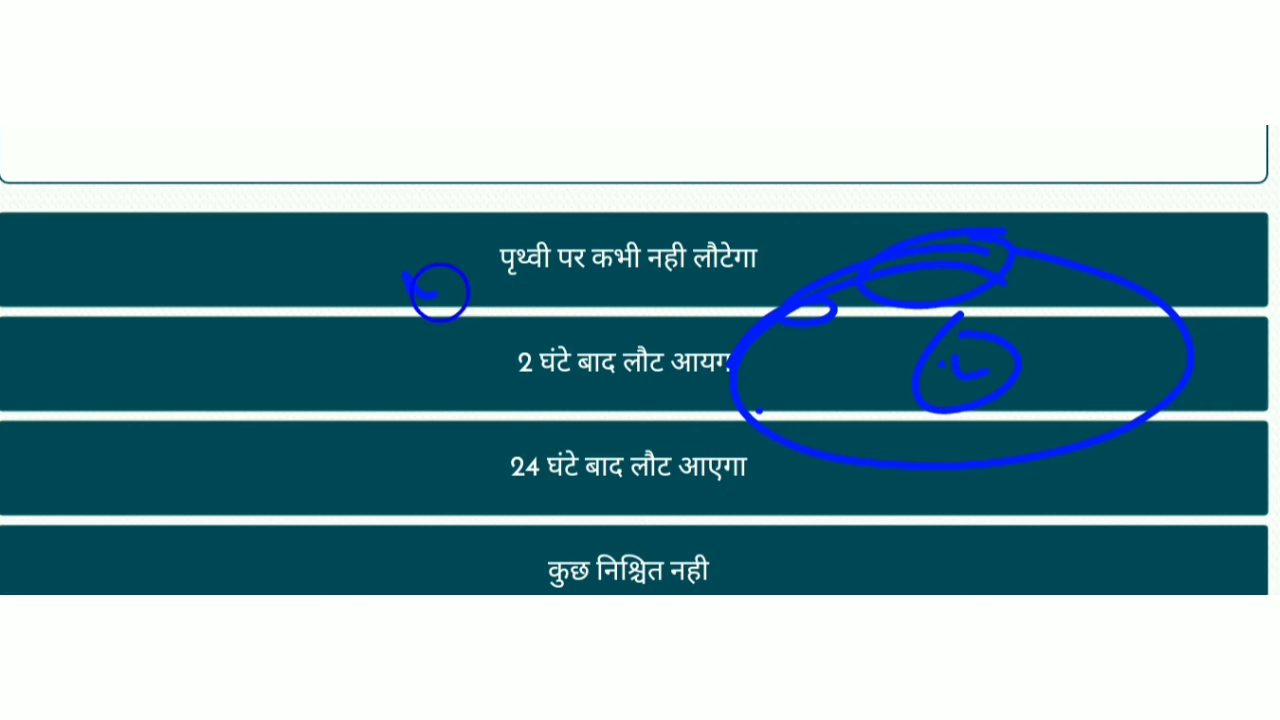 पृथ्वी पर कभी नही लौटेगा
2 घंटे बाद लौट आयग
24 घंटे बाद लौट आएगा
कुछ निश्चित नही